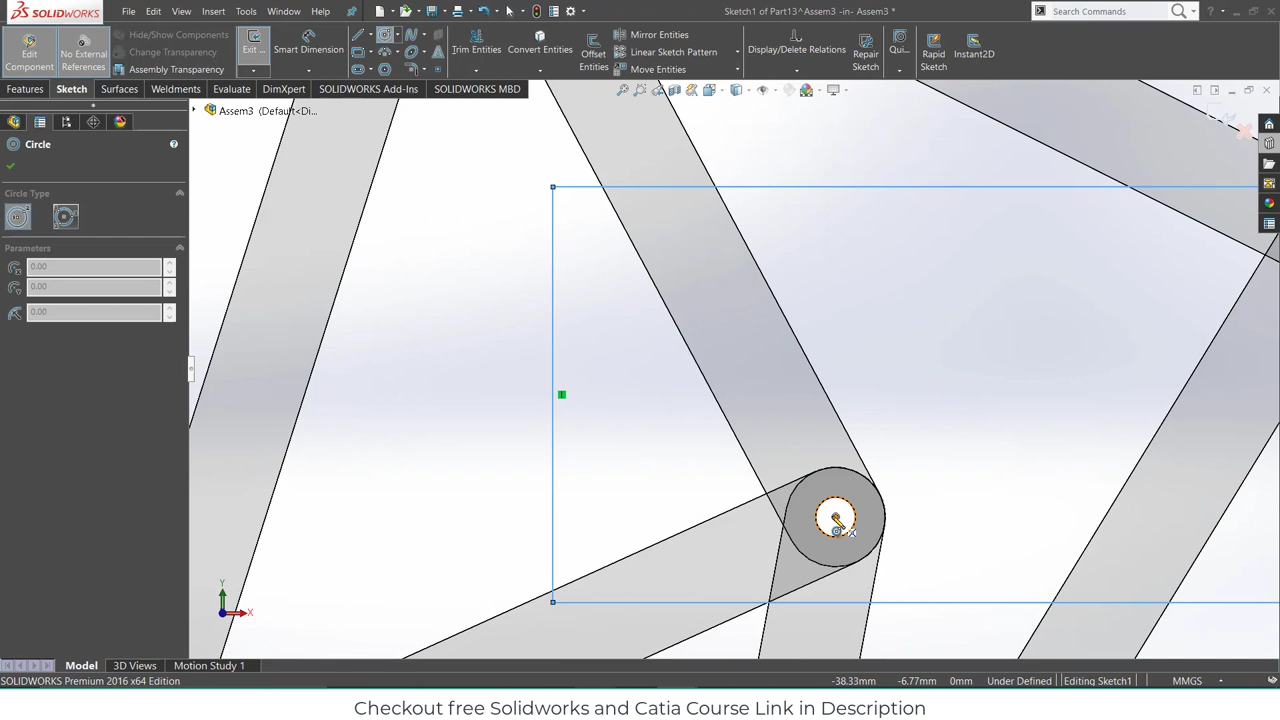 SOLIDWORKS
File Edit View Insert Tools Window Help
Sketch1 of Part13^Assem3 -in- Assem3 *
Search Commands
Edit Component
No External References
Hide/Show Components
Change Transparency
Assembly Transparency
Exit ...
Smart Dimension
Trim Entities
Convert Entities
Offset Entities
Mirror Entities
Linear Sketch Pattern
Move Entities
Display/Delete Relations
Repair Sketch
Qui...
Rapid Sketch
Instant2D
Features Sketch Surfaces Weldments Evaluate DimXpert SOLIDWORKS Add-Ins SOLIDWORKS MBD
Assem3 (Default<Di...
Circle
Circle Type
Parameters
0.00
0.00
0.00
Y
X
Model 3D Views Motion Study 1
SOLIDWORKS Premium 2016 x64 Edition
-38.33mm -6.77mm 0mm Under Defined Editing Sketch1 MMGS
Checkout free Solidworks and Catia Course Link in Description